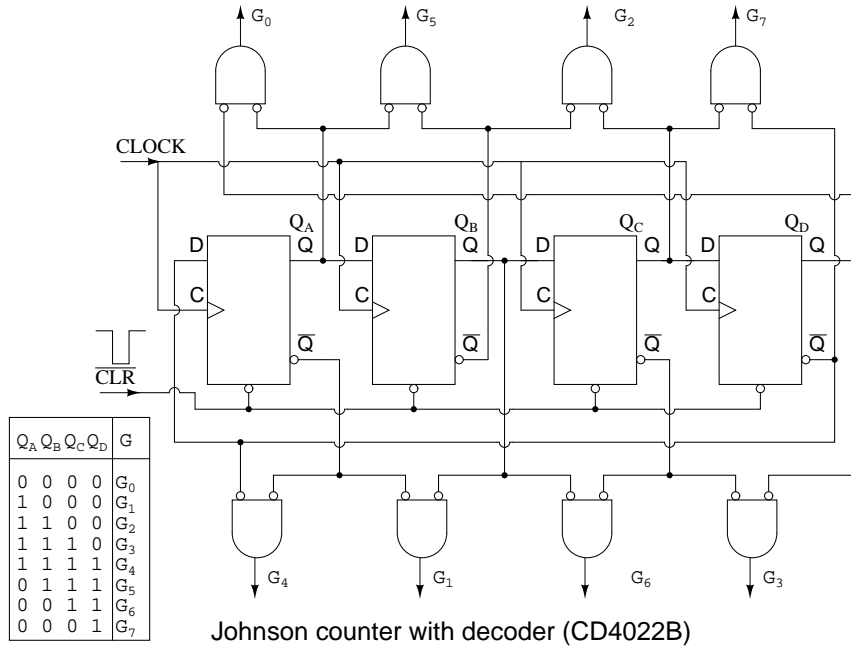 G0 G5 G2 G7
CLOCK
QA QB QC QD
D Q D Q D Q D Q
C C C C
Q̅ Q̅ Q̅ Q̅
C̅L̅R̅
QA QB QC QD G
0 0 0 0 G0
1 0 0 0 G1
1 1 0 0 G2
1 1 1 0 G3
1 1 1 1 G4
0 1 1 1 G5
0 0 1 1 G6
0 0 0 1 G7
G4 G1 G6 G3
Johnson counter with decoder (CD4022B)